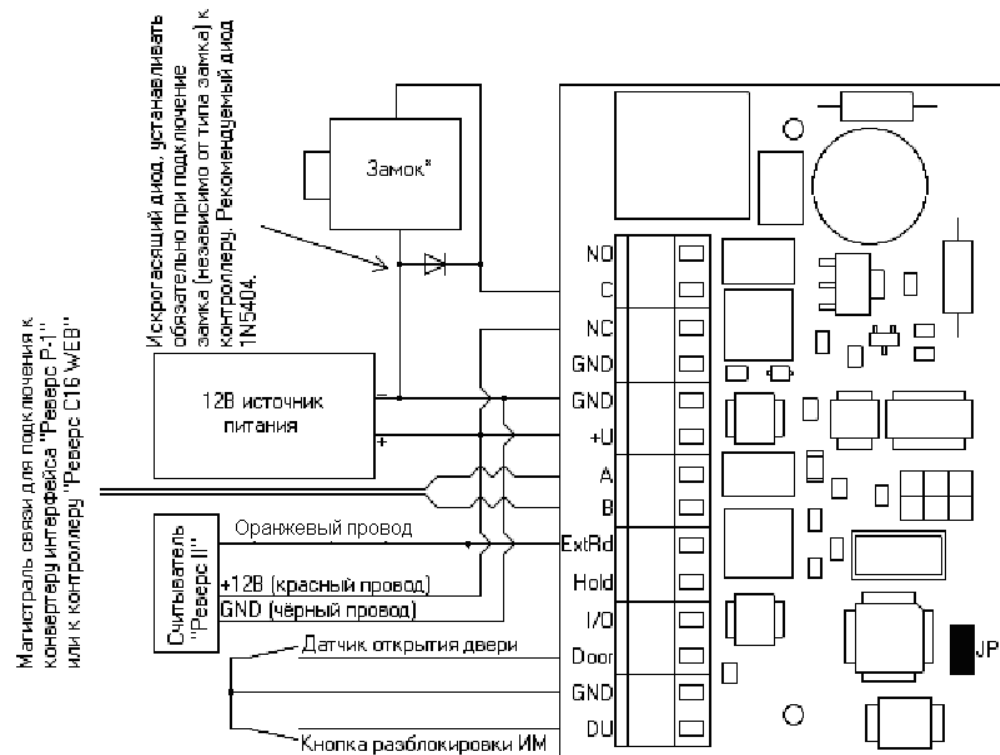 Магистраль связи для подключения к
конвертеру интерфейса "Реверс Р-1"
или к контроллеру "Реверс С16 WEB"
Искрогасящий диод, устанавливать
обязательно при подключение
замка (независимо от типа замка) к
контроллеру. Рекомендуемый диод
1N5404.
Замок*
12В источник
питания
-
+
Считыватель
"Реверс II"
Оранжевый провод
+12В (красный провод)
GND (чёрный провод)
Датчик открытия двери
Кнопка разблокировки ИМ
NO
C
NC
GND
GND
+U
A
B
ExtRd
Hold
I/O
Door
GND
DU
JP